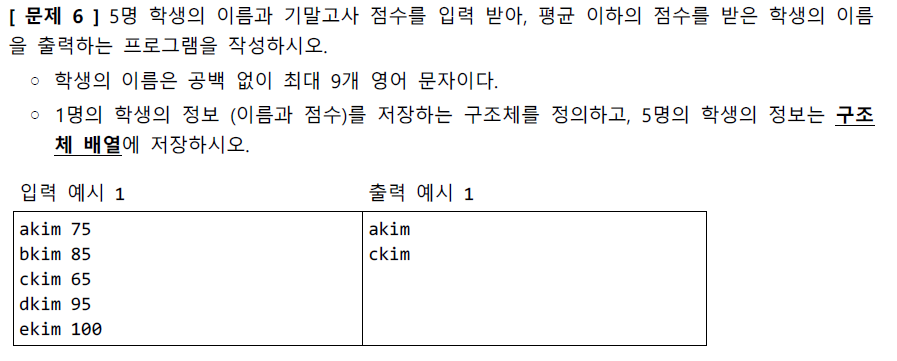 [ 문제 6 ] 5명 학생의 이름과 기말고사 점수를 입력 받아, 평균 이하의 점수를 받은 학생의 이름
을 출력하는 프로그램을 작성하시오.
○ 학생의 이름은 공백 없이 최대 9개 영어 문자이다.
○ 1명의 학생의 정보 (이름과 점수)를 저장하는 구조체를 정의하고, 5명의 학생의 정보는 구조
체 배열에 저장하시오.
입력 예시 1 출력 예시 1
akim 75 akim
bkim 85 ckim
ckim 65
dkim 95
ekim 100